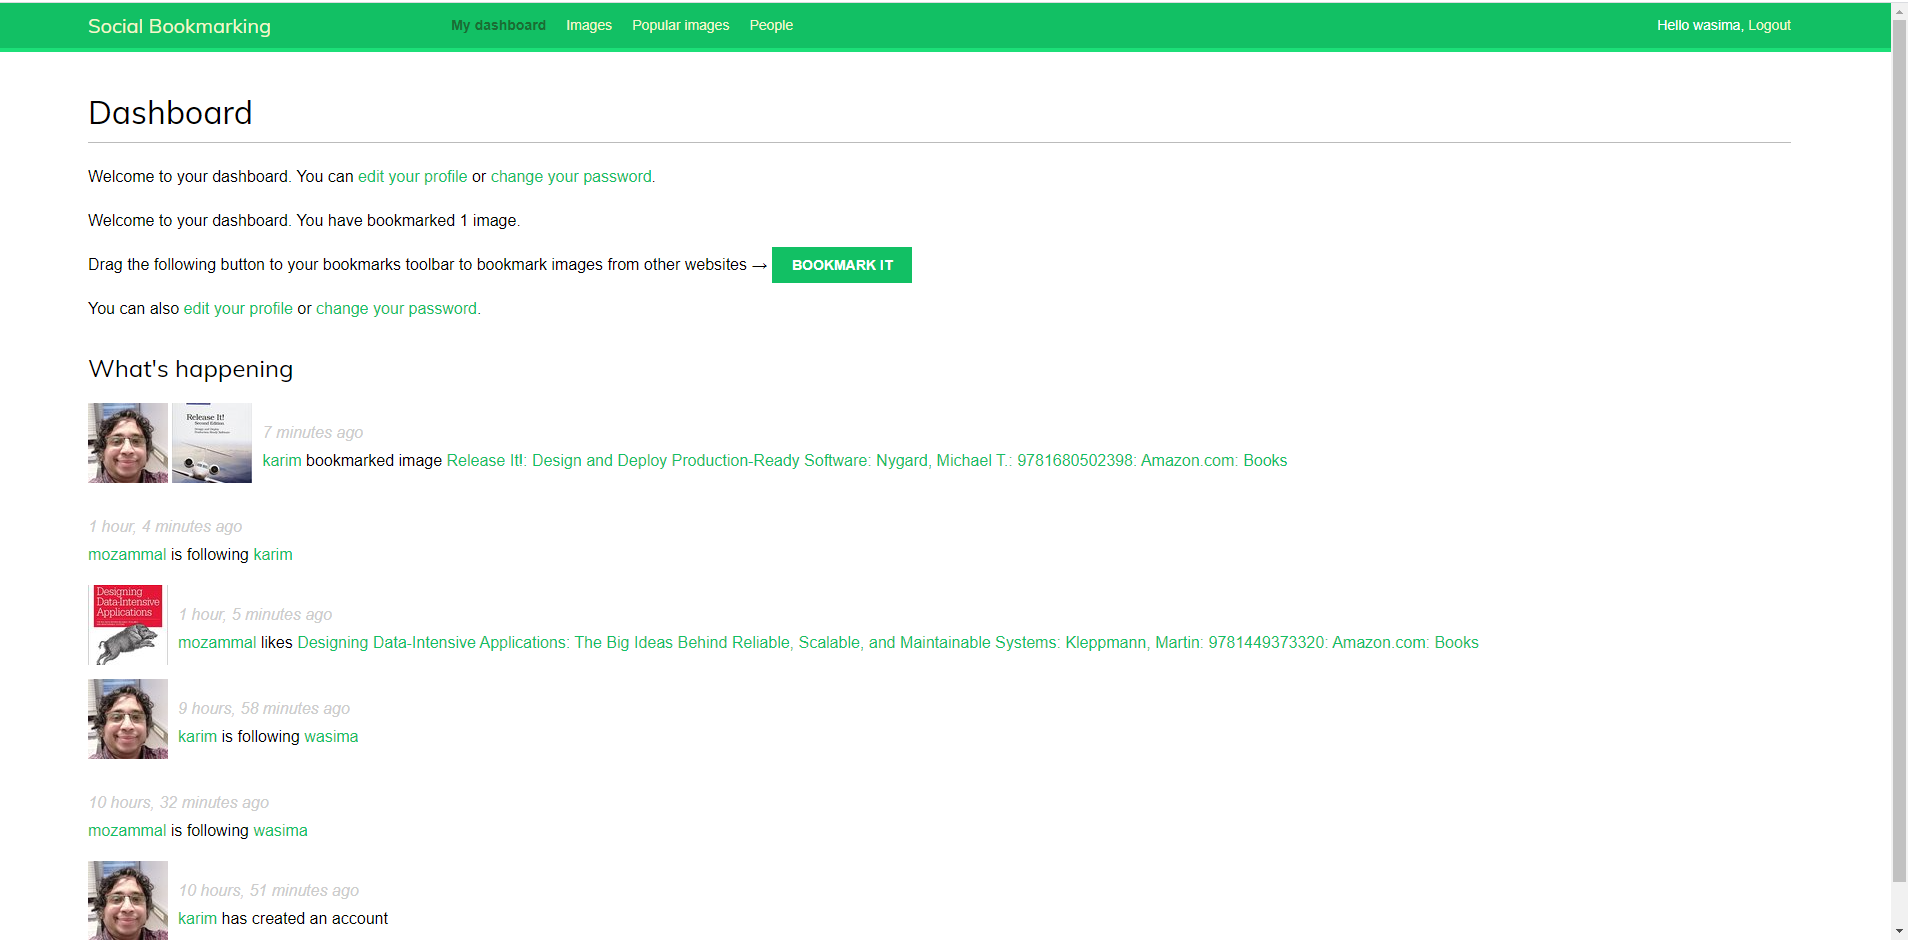 Social Bookmarking My dashboard Images Popular images People Hello wasima, Logout
Dashboard
Welcome to your dashboard. You can edit your profile or change your password.
Welcome to your dashboard. You have bookmarked 1 image.
Drag the following button to your bookmarks toolbar to bookmark images from other websites → BOOKMARK IT
You can also edit your profile or change your password.
What's happening
Release It!
Second Edition
Design and Deploy
Production-Ready Software
7 minutes ago
karim bookmarked image Release It!: Design and Deploy Production-Ready Software: Nygard, Michael T.: 9781680502398: Amazon.com: Books
1 hour, 4 minutes ago
mozammal is following karim
Designing
Data-Intensive
Applications
1 hour, 5 minutes ago
mozammal likes Designing Data-Intensive Applications: The Big Ideas Behind Reliable, Scalable, and Maintainable Systems: Kleppmann, Martin: 9781449373320: Amazon.com: Books
9 hours, 58 minutes ago
karim is following wasima
10 hours, 32 minutes ago
mozammal is following wasima
10 hours, 51 minutes ago
karim has created an account